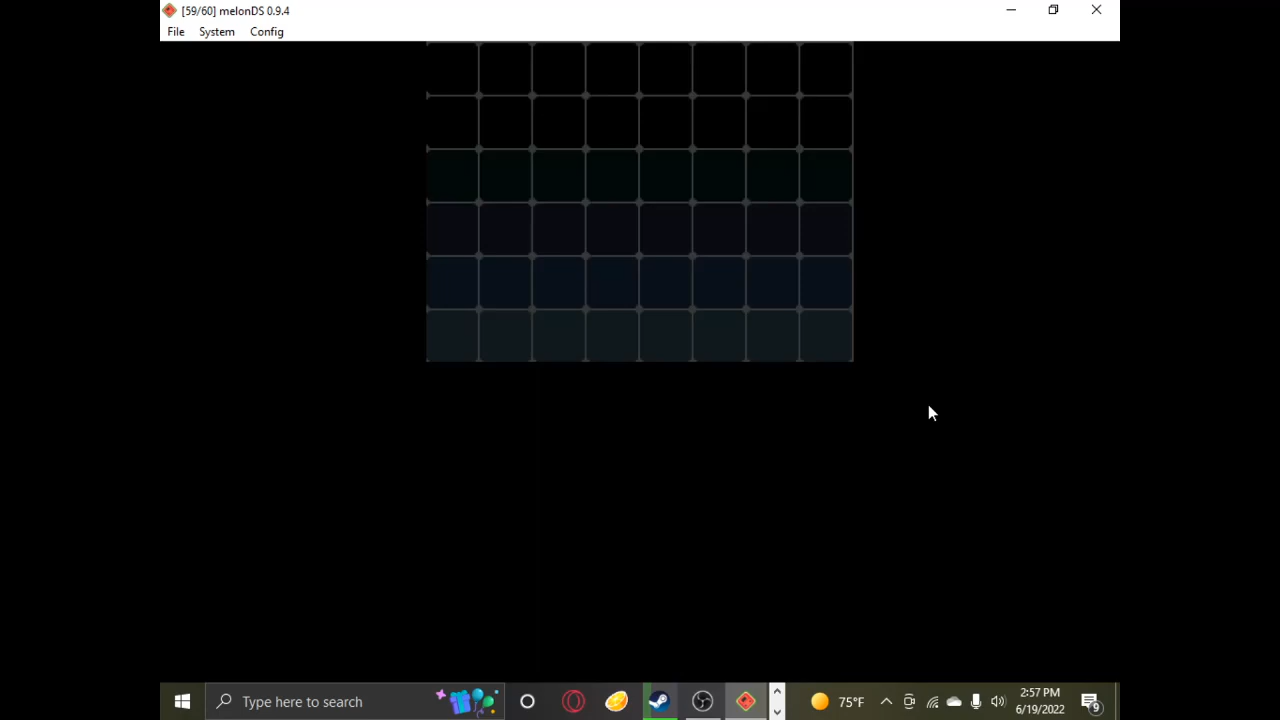 [59/60] melonDS 0.9.4
File System Config
Type here to search
75°F
2:57 PM
6/19/2022
9